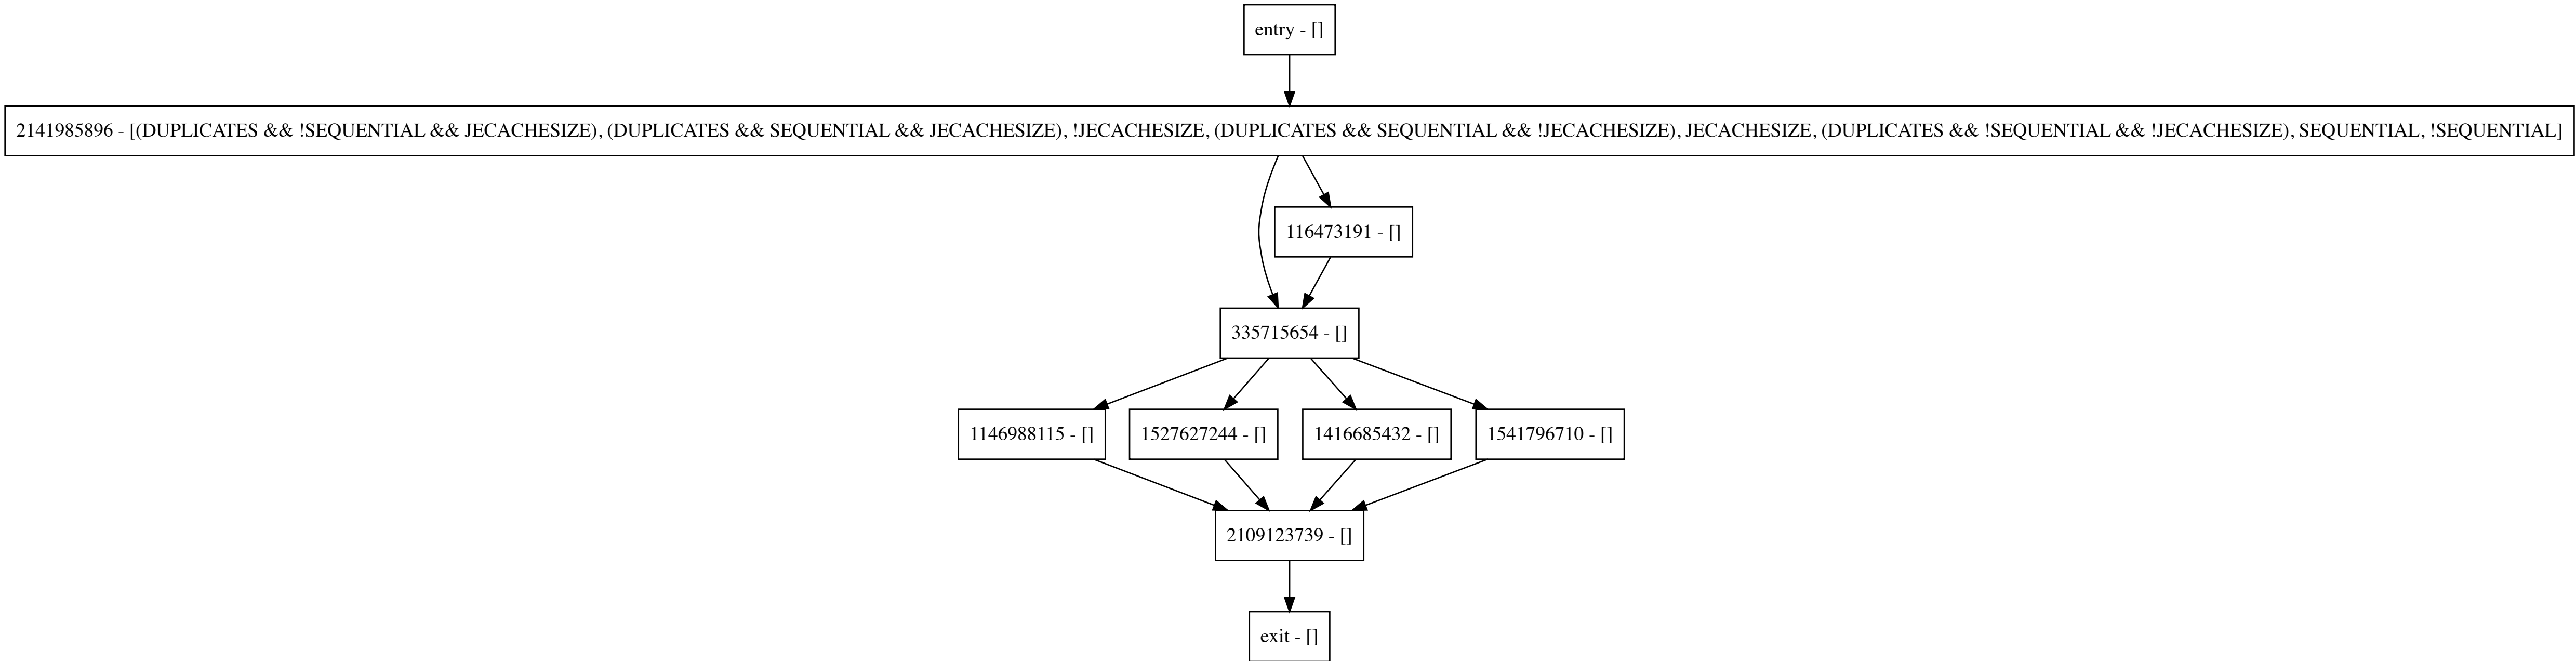 entry - []
2141985896 - [(DUPLICATES && !SEQUENTIAL && JECACHESIZE), (DUPLICATES && SEQUENTIAL && JECACHESIZE), !JECACHESIZE, (DUPLICATES && SEQUENTIAL && !JECACHESIZE), JECACHESIZE, (DUPLICATES && !SEQUENTIAL && !JECACHESIZE), SEQUENTIAL, !SEQUENTIAL]
116473191 - []
335715654 - []
1146988115 - []
1527627244 - []
1416685432 - []
1541796710 - []
2109123739 - []
exit - []